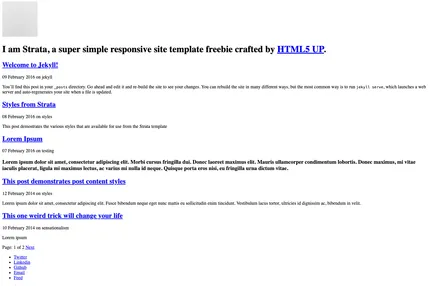 I am Strata, a super simple responsive site template freebie crafted by HTML5 UP.
Welcome to Jekyll!
09 February 2016 on jekyll
You'll find this post in your _posts directory. Go ahead and edit it and re-build the site to see your changes. You can rebuild the site in many different ways, but the most common way is to run jekyll serve, which launches a
web server and auto-regenerates your site when a file is updated.
Styles from Strata
08 February 2016 on styles
This post demonstrates the various styles that are available for use from the Strata template
Lorem Ipsum
07 February 2016 on testing
Lorem ipsum dolor sit amet, consectetur adipiscing elit. Morbi cursus fringilla dui. Donec laoreet maximus elit. Mauris ullamcorper condimentum lobortis. Donec maximus, mi vitae
iaculis placerat, ligula mi maximus lectus, ac varius mi nulla id neque. Quisque porta eros nisi, eu fringilla urna dictum vitae.
This post demonstrates post content styles
12 February 2014 on styles
Lorem ipsum dolor sit amet, consectetur adipiscing elit. Fusce bibendum neque eget nunc mattis eu sollicitudin enim tincidunt. Vestibulum lacus tortor, ultricies id dignissim ac, bibendum in velit.
This one weird trick will change your life
10 February 2014 on sensationalism
Lorem ipsum
Page: 1 of 2 Next
Twitter
LinkedIn
Github
Email
Feed